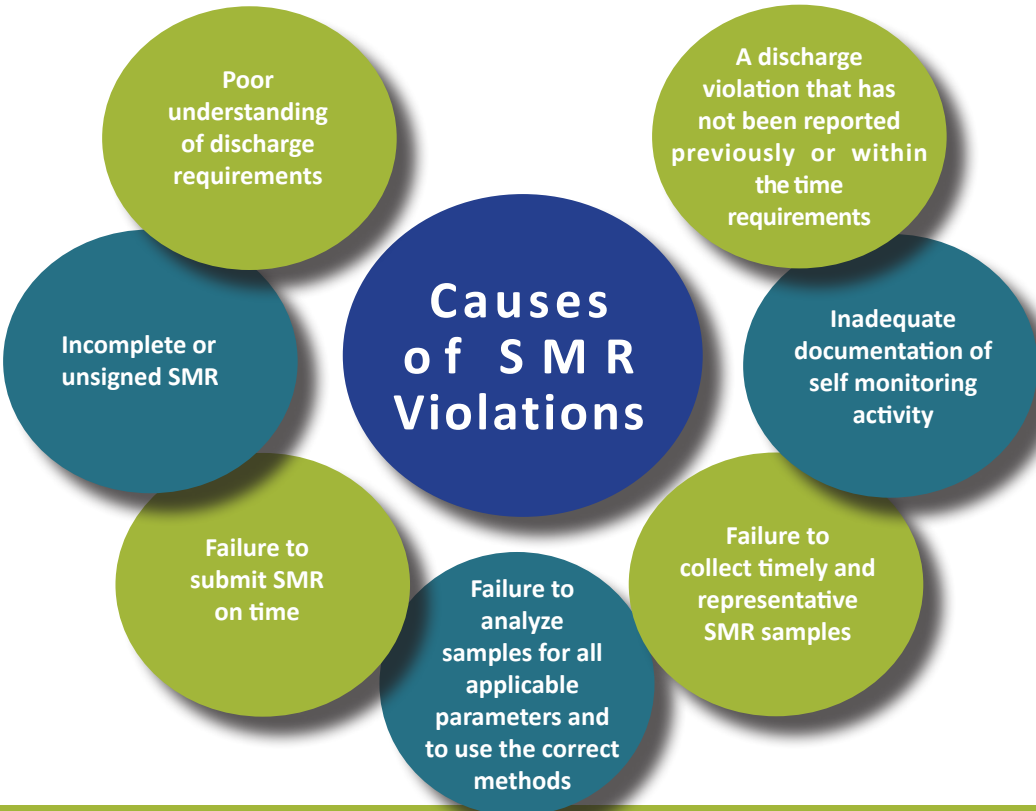 Poor
understanding
of discharge
requirements
A discharge
violation that has
not been reported
previously or within
the time
requirements
Causes
of SMR
Violations
Incomplete or
unsigned SMR
Inadequate
documentation of
self monitoring
activity
Failure to
submit SMR
on time
Failure to
analyze
samples for all
applicable
parameters and
to use the correct
methods
Failure to
collect timely and
representative
SMR samples